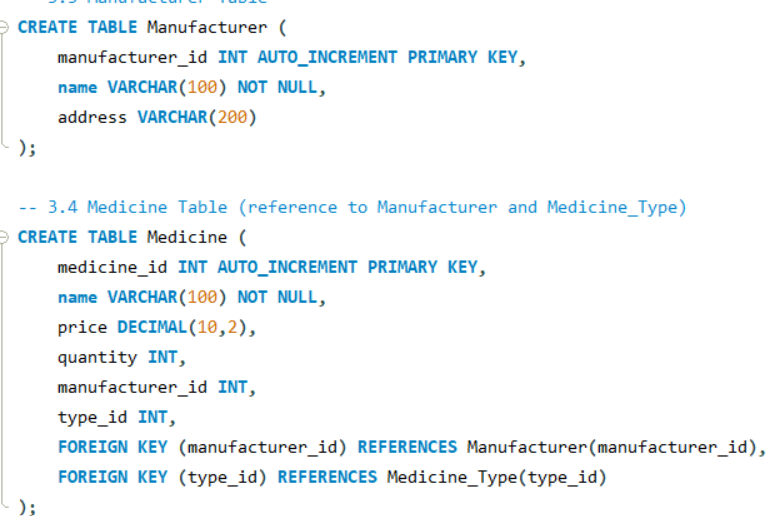 CREATE TABLE Manufacturer (
manufacturer_id INT AUTO_INCREMENT PRIMARY KEY,
name VARCHAR(100) NOT NULL,
address VARCHAR(200)
);
-- 3.4 Medicine Table (reference to Manufacturer and Medicine_Type)
CREATE TABLE Medicine (
medicine_id INT AUTO_INCREMENT PRIMARY KEY,
name VARCHAR(100) NOT NULL,
price DECIMAL(10,2),
quantity INT,
manufacturer_id INT,
type_id INT,
FOREIGN KEY (manufacturer_id) REFERENCES Manufacturer(manufacturer_id),
FOREIGN KEY (type_id) REFERENCES Medicine_Type(type_id)
);